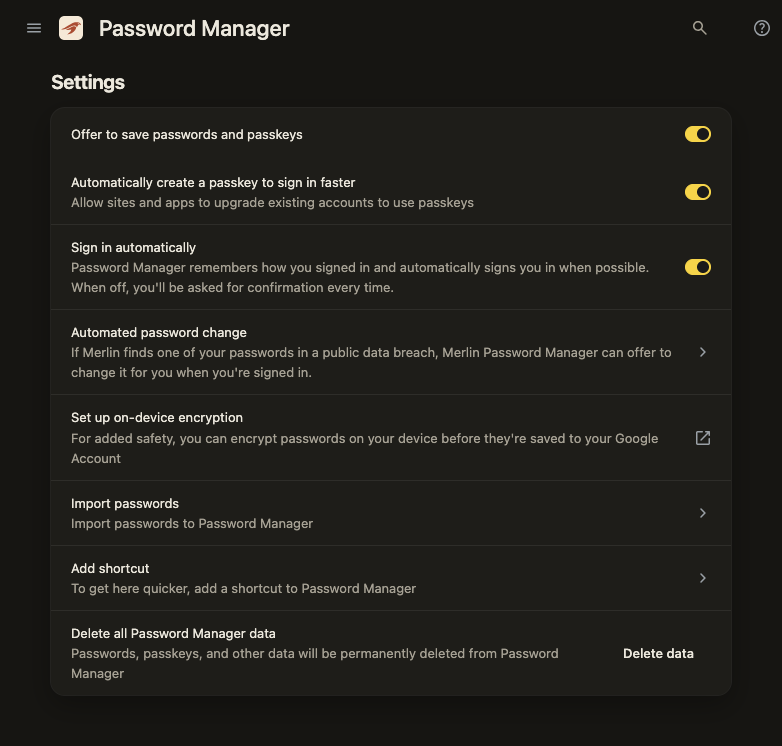 Password Manager
Settings
Offer to save passwords and passkeys
Automatically create a passkey to sign in faster
Allow sites and apps to upgrade existing accounts to use passkeys
Sign in automatically
Password Manager remembers how you signed in and automatically signs you in when possible.
When off, you'll be asked for confirmation every time.
Automated password change
If Merlin finds one of your passwords in a public data breach, Merlin Password Manager can offer to
change it for you when you're signed in.
Set up on-device encryption
For added safety, you can encrypt passwords on your device before they're saved to your Google
Account
Import passwords
Import passwords to Password Manager
Add shortcut
To get here quicker, add a shortcut to Password Manager
Delete all Password Manager data
Passwords, passkeys, and other data will be permanently deleted from Password
Manager
Delete data